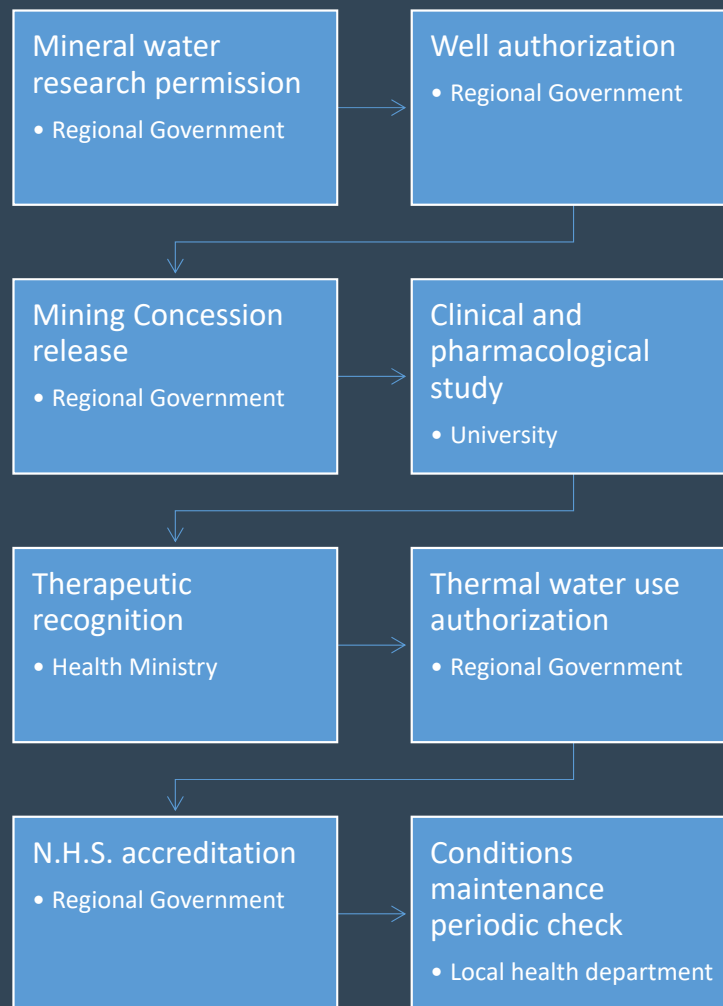 Mineral water
research permission
• Regional Government
Well authorization
• Regional Government
Mining Concession
release
• Regional Government
Clinical and
pharmacological
study
• University
Therapeutic
recognition
• Health Ministry
Thermal water use
authorization
• Regional Government
N.H.S. accreditation
• Regional Government
Conditions
maintenance
periodic check
• Local health department